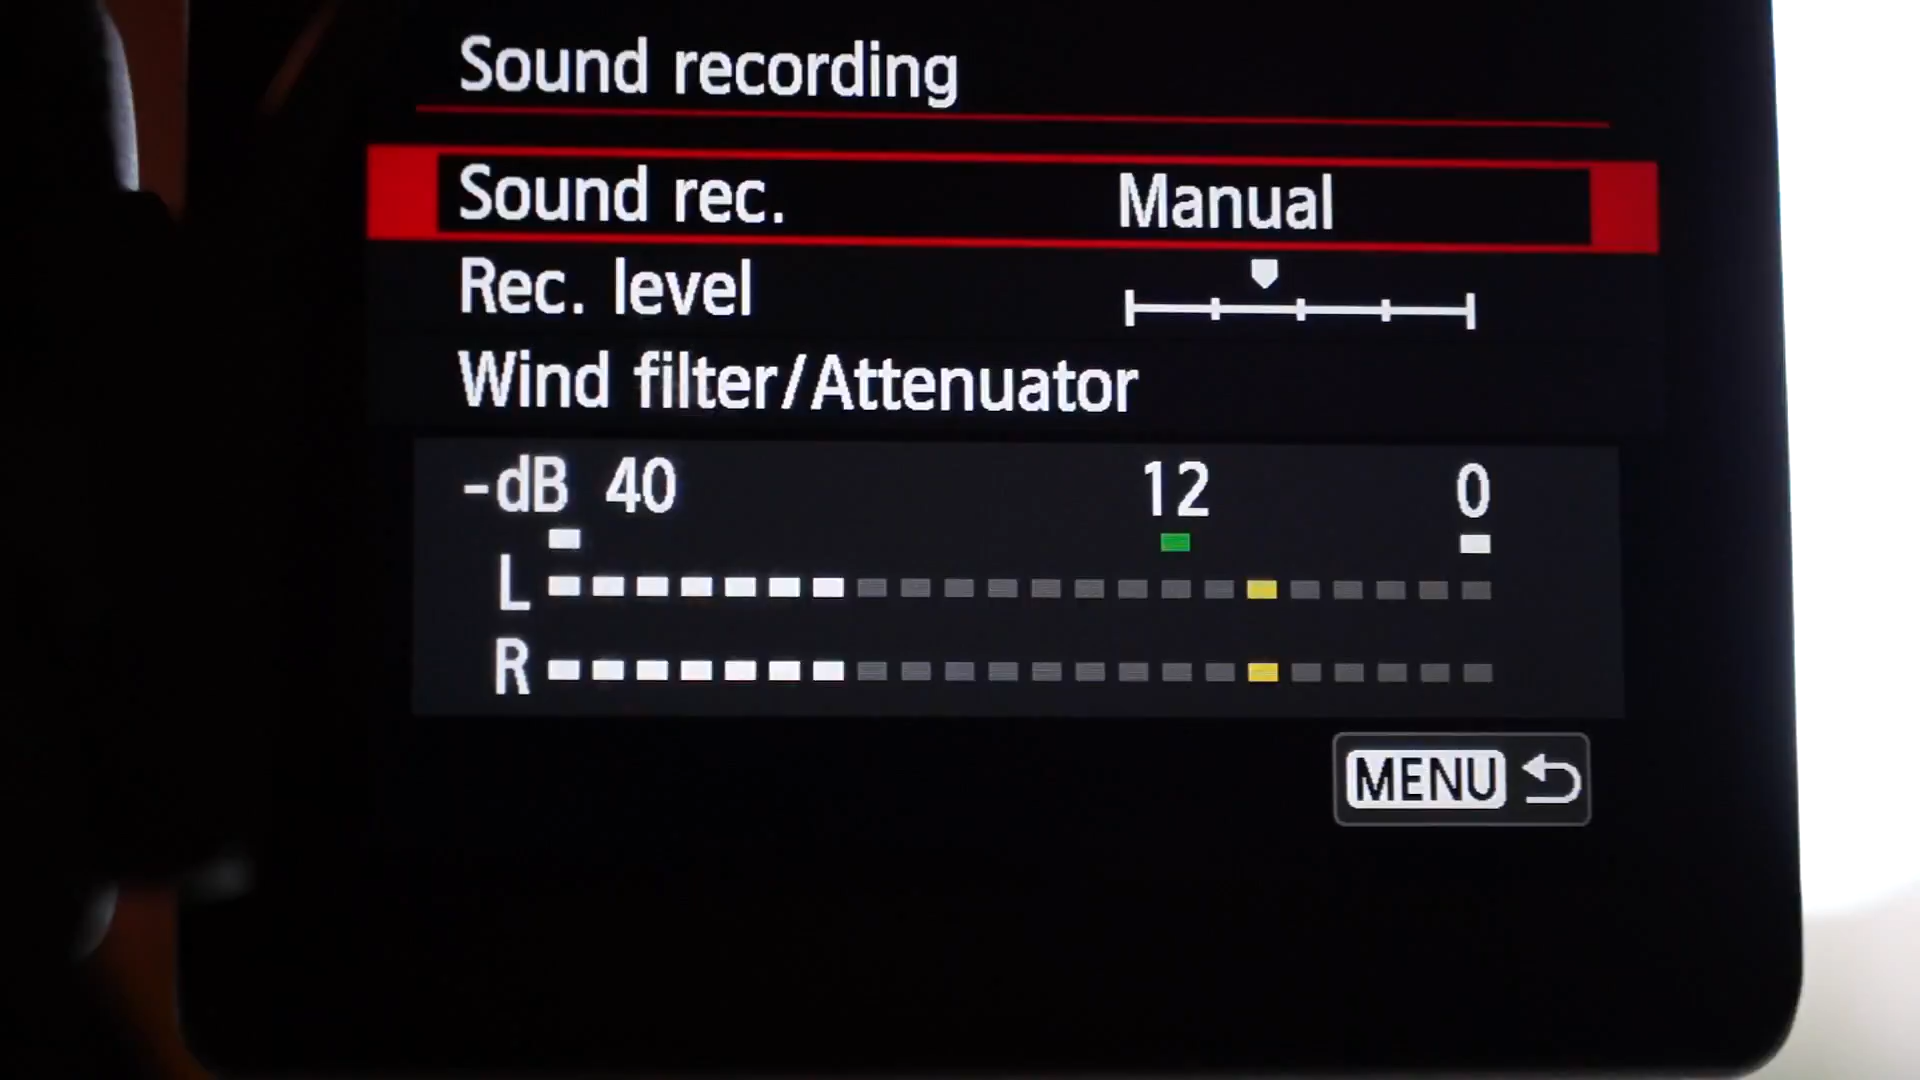 Sound recording
Sound rec. Manual
Rec. level
Wind filter/Attenuator
-dB 40 12 0
L
R
MENU